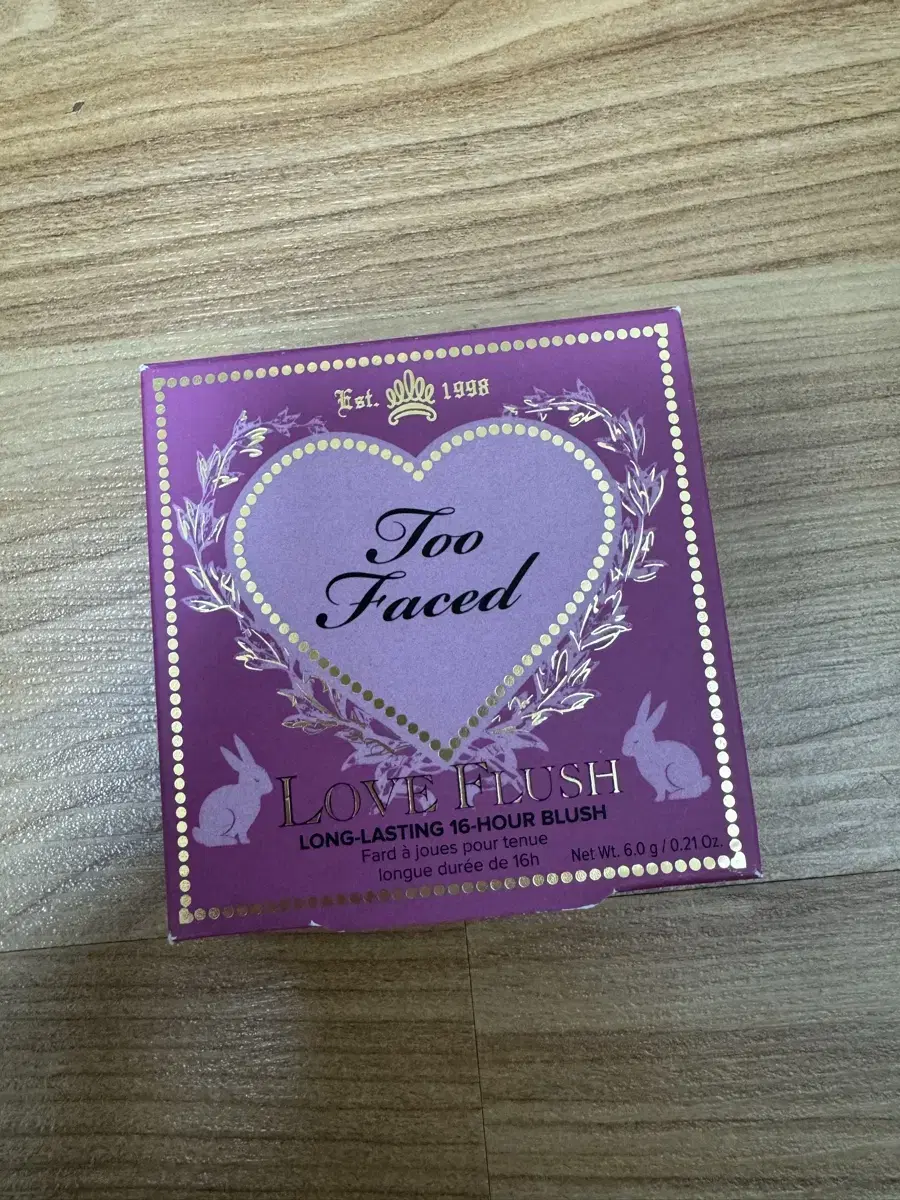 Est. 1998
Too
Faced
LOVE FLUSH
LONG-LASTING 16-HOUR BLUSH
Fard à joues pour tenue
longue durée de 16h
Net Wt. 6.0 g / 0.21 Oz.